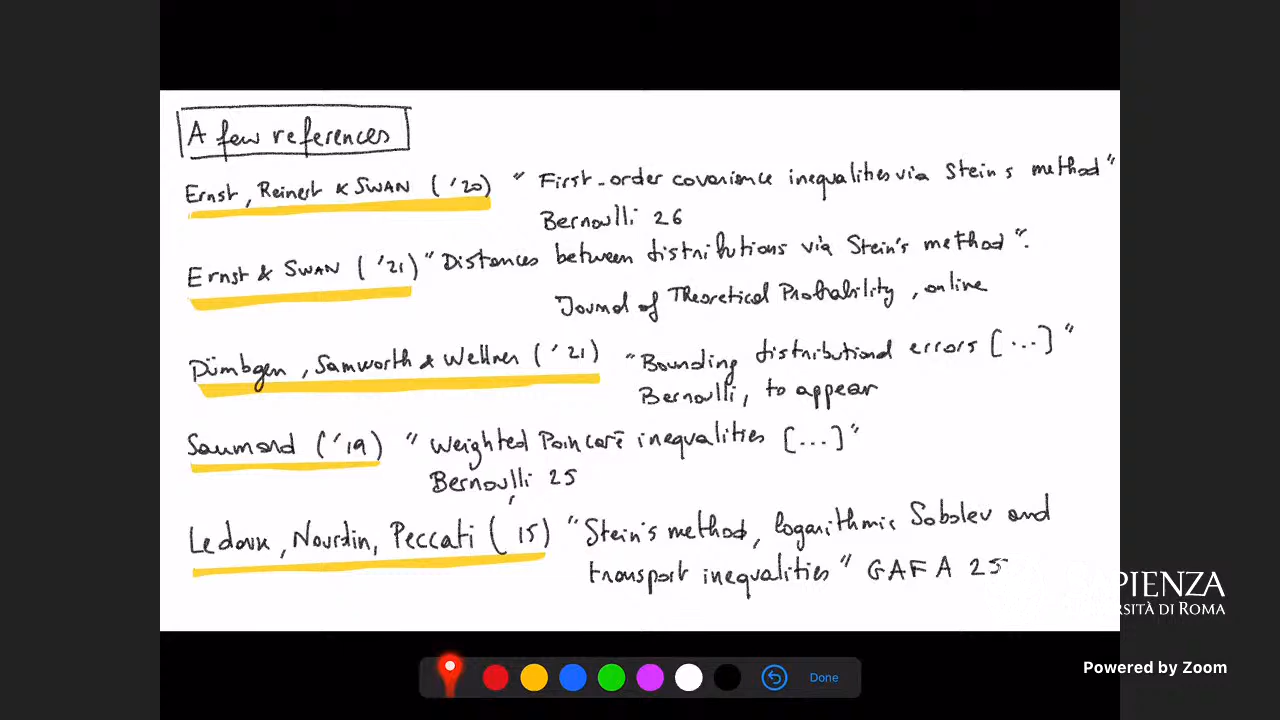 A few references
Ernst, Reinert & SWAN ('20) "First-order covariance inequalities via Stein's method"
Bernoulli 26
Ernst & SWAN ('21) "Distances between distributions via Stein's method".
Journal of Theoretical Probability, online
Dümbgen, Samworth & Wellner ('21) "Bounding distributional errors [...]"
Bernoulli, to appear
Saumard ('19) "Weighted Poincaré inequalities [...]"
Bernoulli 25
Ledoux, Nourdin, Peccati ('15) "Stein's method, logarithmic Sobolev and
transport inequalities" GAFA 25
PIENZA
RSITÀ DI ROMA
Done
Powered by Zoom